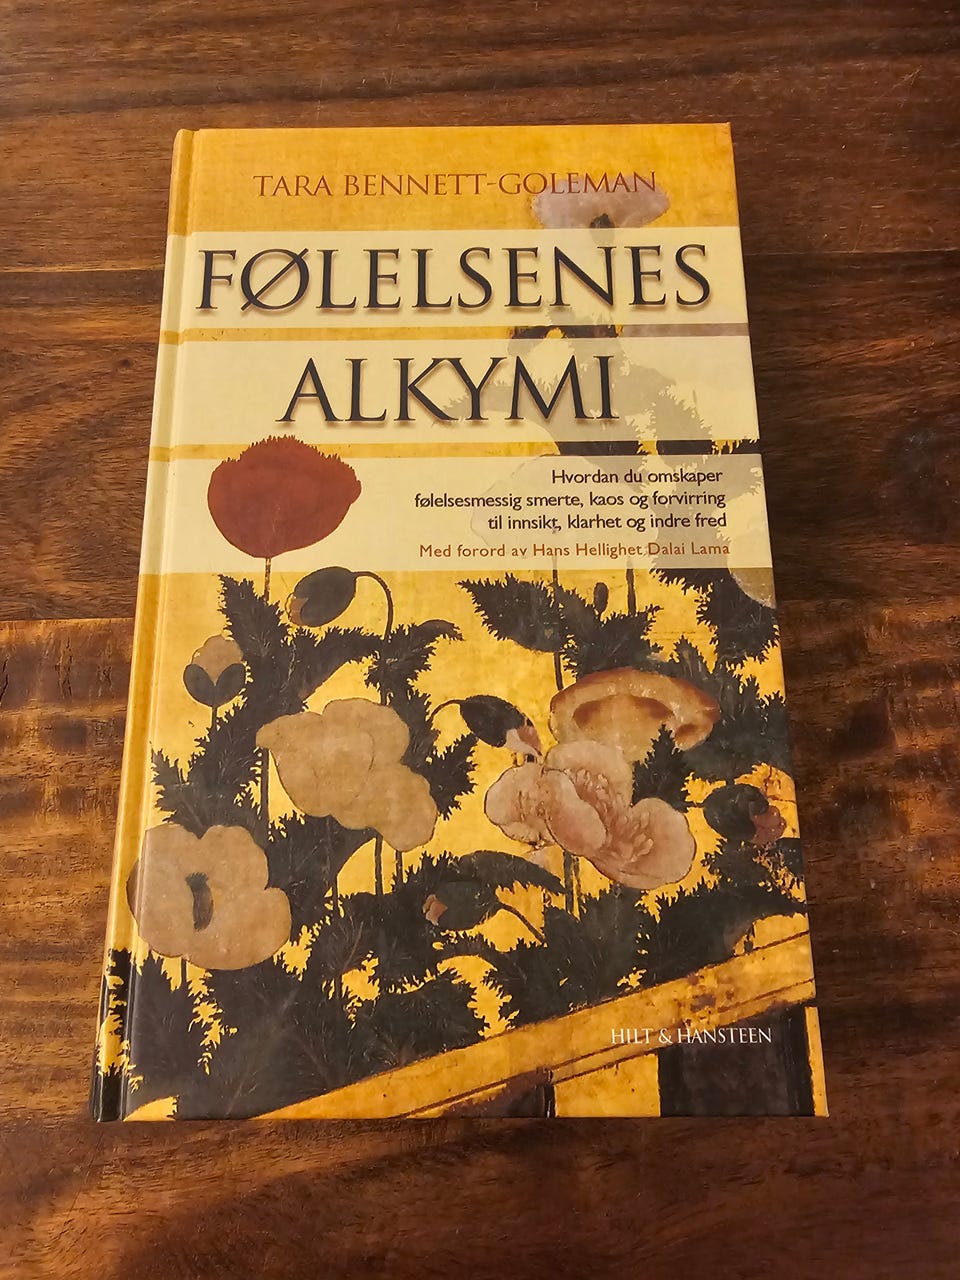 TARA BENNETT-GOLEMAN
FØLELSENES
ALKYMI
Hvordan du omskaper
følelsesmessig smerte, kaos og forvirring
til innsikt, klarhet og indre fred
Med forord av Hans Hellighet Dalai Lama
HILT & HANSTEEN